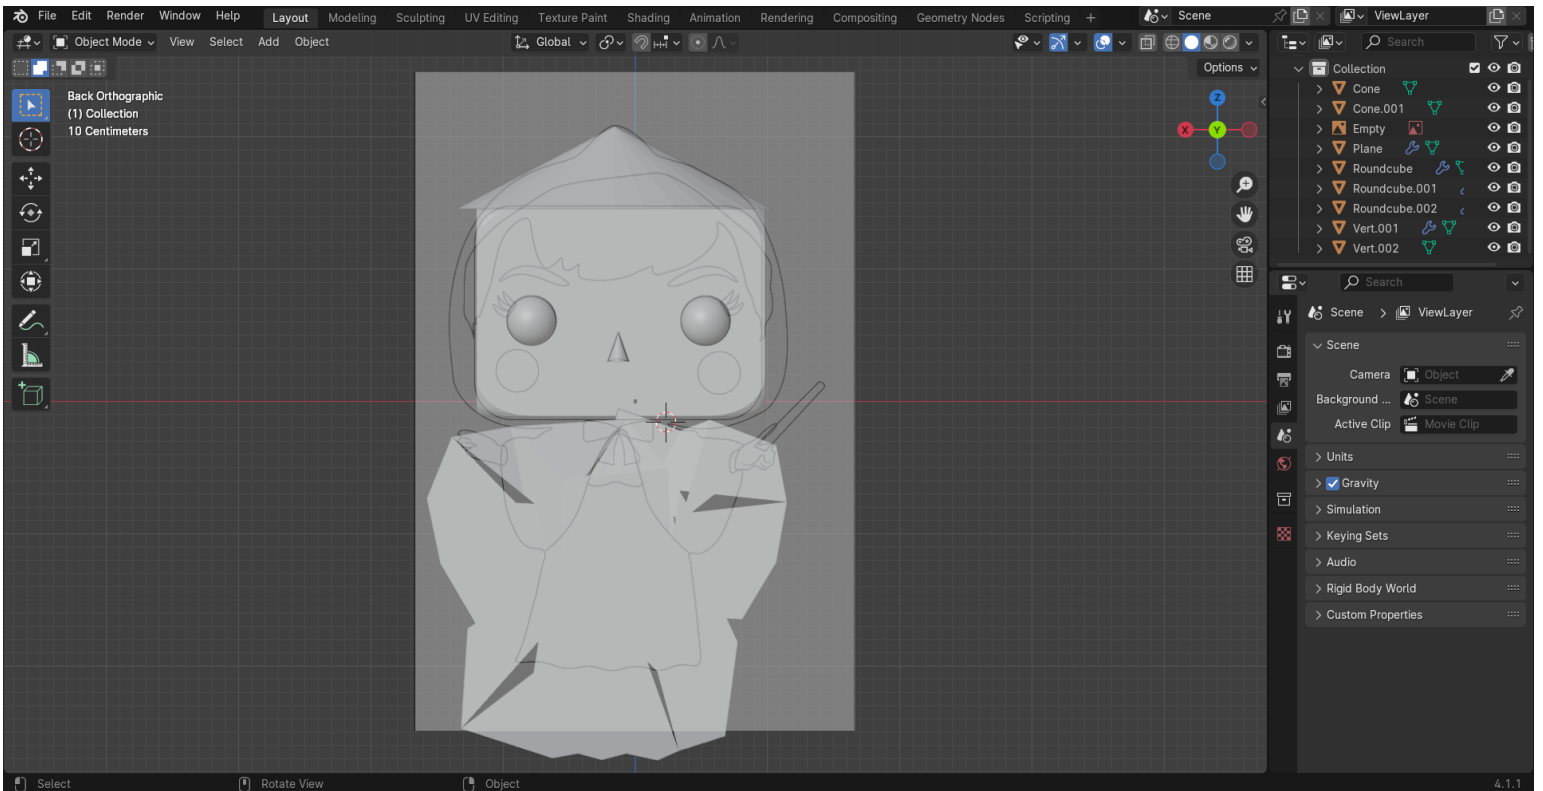 File Edit Render Window Help Layout Modeling Sculpting UV Editing Texture Paint Shading Animation Rendering Compositing Geometry Nodes Scripting + Scene ViewLayer
Object Mode View Select Add Object Global Search
Options
Back Orthographic
(1) Collection
10 Centimeters
Z
X
Y
Collection
Cone
Cone.001
Empty
Plane
Roundcube
Roundcube.001
Roundcube.002
Vert.001
Vert.002
Search
Scene > ViewLayer
Scene
Camera Object
Background ... Scene
Active Clip Movie Clip
Units
Gravity
Simulation
Keying Sets
Audio
Rigid Body World
Custom Properties
Select Rotate View Object 4.1.1